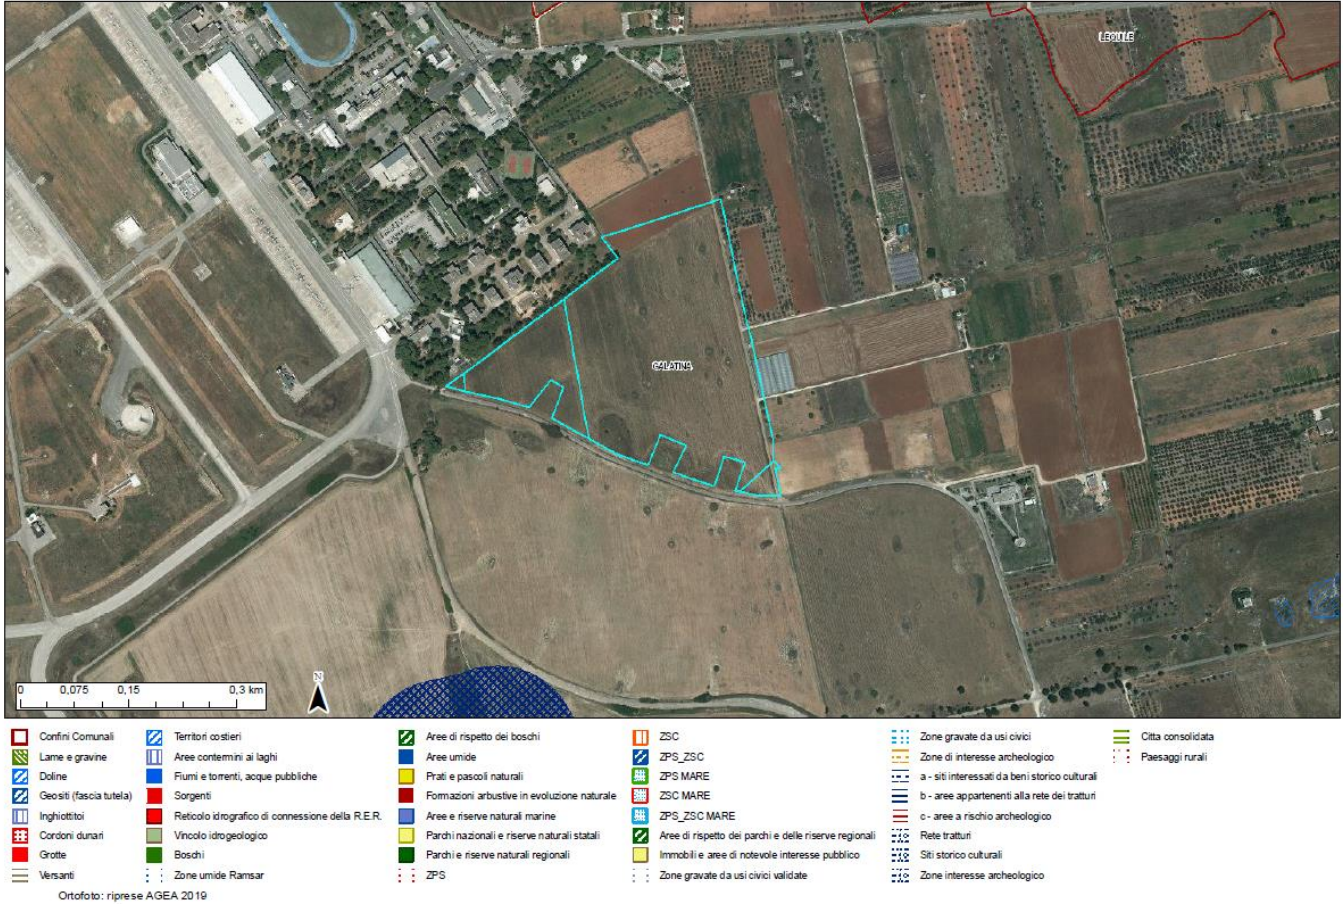 LEQUILE
GALATINA
N
0 0,075 0,15 0,3 km
Confini Comunali
Lame e gravine
Doline
Geositi (fascia tutela)
Inghiottitoi
Cordoni dunari
Grotte
Versanti
Territori costieri
Aree contermini ai laghi
Fiumi e torrenti, acque pubbliche
Sorgenti
Reticolo idrografico di connessione della R.E.R.
Vincolo idrogeologico
Boschi
Zone umide Ramsar
Aree di rispetto dei boschi
Aree umide
Prati e pascoli naturali
Formazioni arbustive in evoluzione naturale
Aree e riserve naturali marine
Parchi nazionali e riserve naturali statali
Parchi e riserve naturali regionali
ZPS
ZSC
ZPS_ZSC
ZPS MARE
ZSC MARE
ZPS_ZSC MARE
Aree di rispetto dei parchi e delle riserve regionali
Immobili e aree di notevole interesse pubblico
Zone gravate da usi civici validate
Zone gravate da usi civici
Zone di interesse archeologico
a - siti interessati da beni storico culturali
b - aree appartenenti alla rete dei tratturi
c - aree a rischio archeologico
Rete tratturi
Siti storico culturali
Zone interesse archeologico
Citta consolidata
Paesaggi rurali
Ortofoto: riprese AGEA 2019